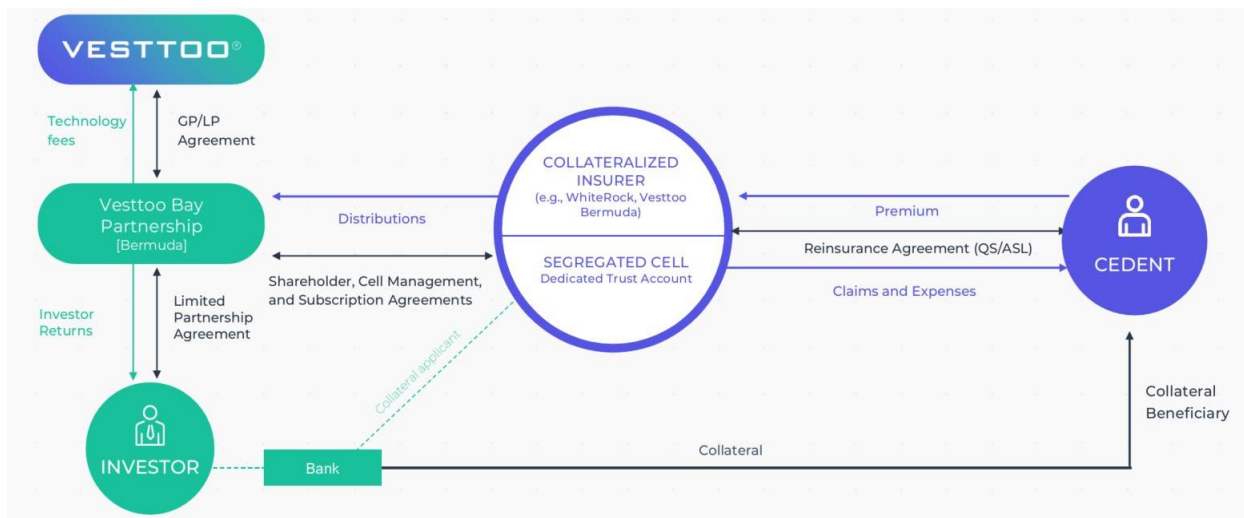 VESTTOO®
Technology
fees
GP/LP
Agreement
Vesttoo Bay
Partnership
[Bermuda]
Investor
Returns
Limited
Partnership
Agreement
INVESTOR
Bank
Distributions
Shareholder, Cell Management,
and Subscription Agreements
Collateral applicant
COLLATERALIZED
INSURER
(e.g., WhiteRock, Vesttoo
Bermuda)
SEGREGATED CELL
Dedicated Trust Account
Premium
Reinsurance Agreement (QS/ASL)
Claims and Expenses
CEDENT
Collateral
Beneficiary
Collateral